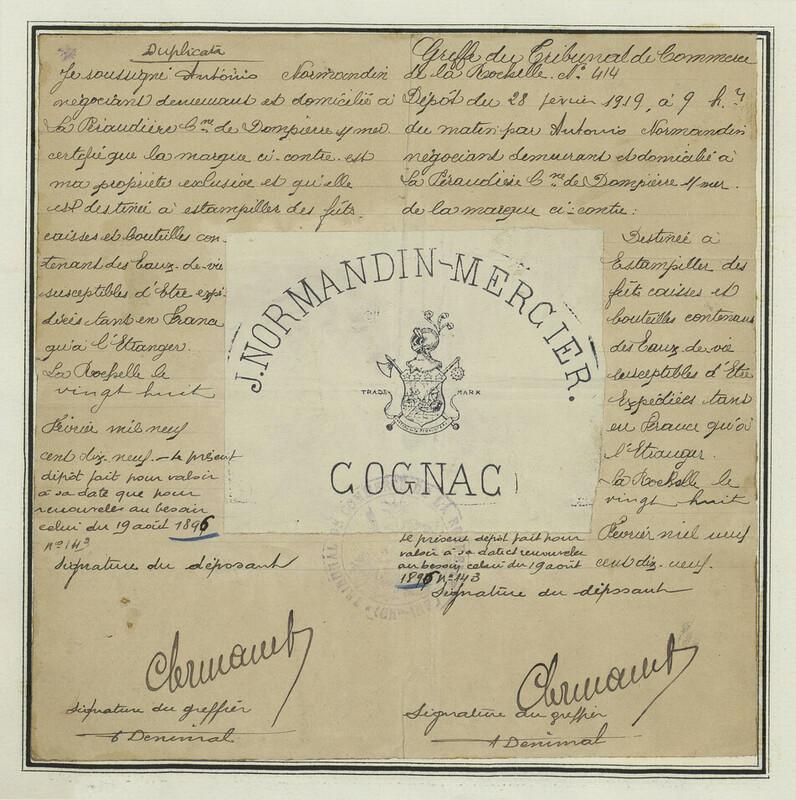 Duplicata
Je soussigné Antonio Normandin
négociant demeurant et domicilié à
La Péraudière Cne de Dompierre s/ mer
certifie que la marque ci-contre est
ma propriété exclusive et qu'elle
est destinée à estampiller des fûts
caisses et bouteilles con-
tenant des Eaux-de-vie
susceptibles d'Etre expé-
diées tant en France
qu'à l'Etranger.
La Rochelle le
vingt huit
Février mil neuf
cent dix-neuf. - Le présent
dépôt fait pour valoir
à sa date que pour
renouveler au besoin
celui du 19 août 1896
n° 143
Signature du déposant
Signature du greffier
Denimal
Greffe du Tribunal de Commerce
de la Rochelle. N° 414
Dépôt du 28 février 1919, à 9 h.
du matin par Antonio Normandin
négociant demeurant et domicilié à
La Péraudière Cne de Dompierre s/ mer.
de la marque ci-contre :
Destinée à
Estampiller des
fûts caisses et
bouteilles contenant
des Eaux-de-vie
susceptibles d'Etre
Expédiées tant
en France qu'à
l'Etranger.
La Rochelle le
vingt huit
Février mil neuf
cent dix-neuf.
Le présent dépôt fait pour
valoir à sa date et renouveler
au besoin celui du 19 août
1896 n° 143
Signature du déposant
Signature du greffier
Denimal
J. NORMANDIN-MERCIER.
TRADE MARK
COGNAC